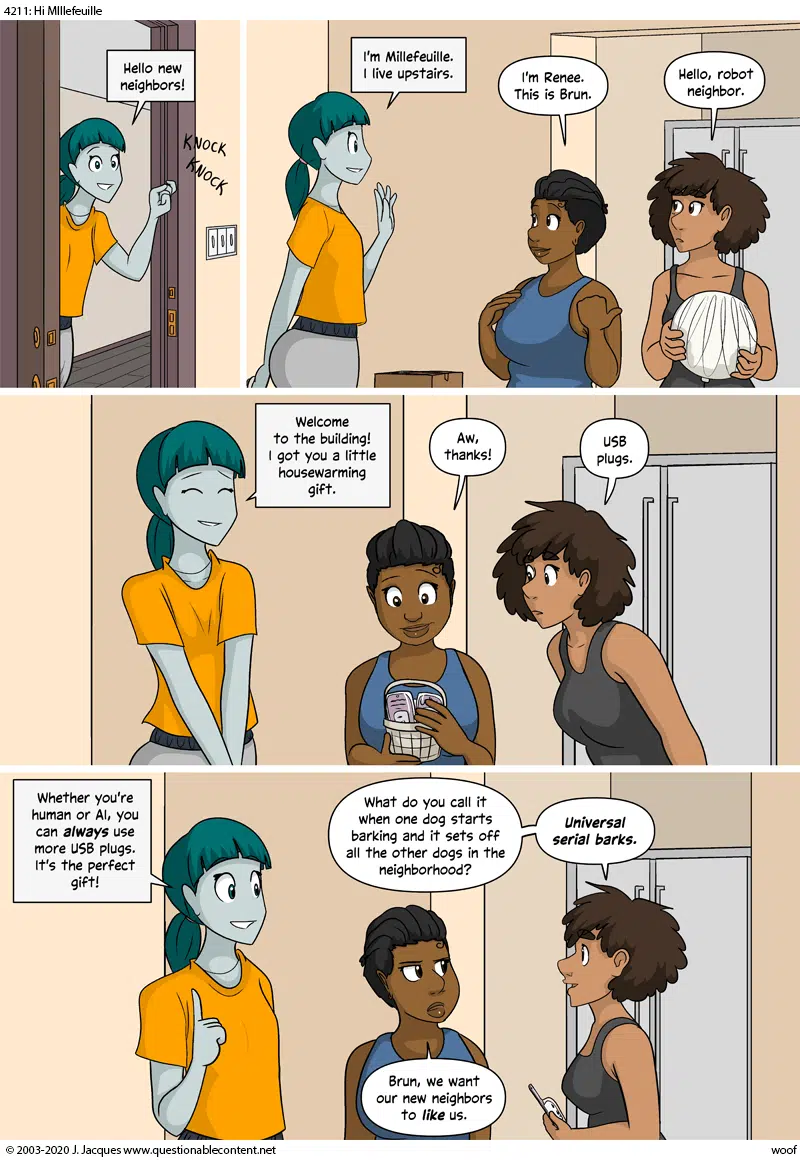 4211: Hi MIllefeuille
Hello new
neighbors!
KNOCK
KNOCK
I'm Millefeuille.
I live upstairs.
I'm Renee.
This is Brun.
Hello, robot
neighbor.
Welcome
to the building!
I got you a little
housewarming
gift.
Aw,
thanks!
USB
plugs.
Whether you're
human or AI, you
can always use
more USB plugs.
It's the perfect
gift!
What do you call it
when one dog starts
barking and it sets off
all the other dogs in the
neighborhood?
Universal
serial barks.
Brun, we want
our new neighbors
to like us.
© 2003-2020 J. Jacques www.questionablecontent.net
woof